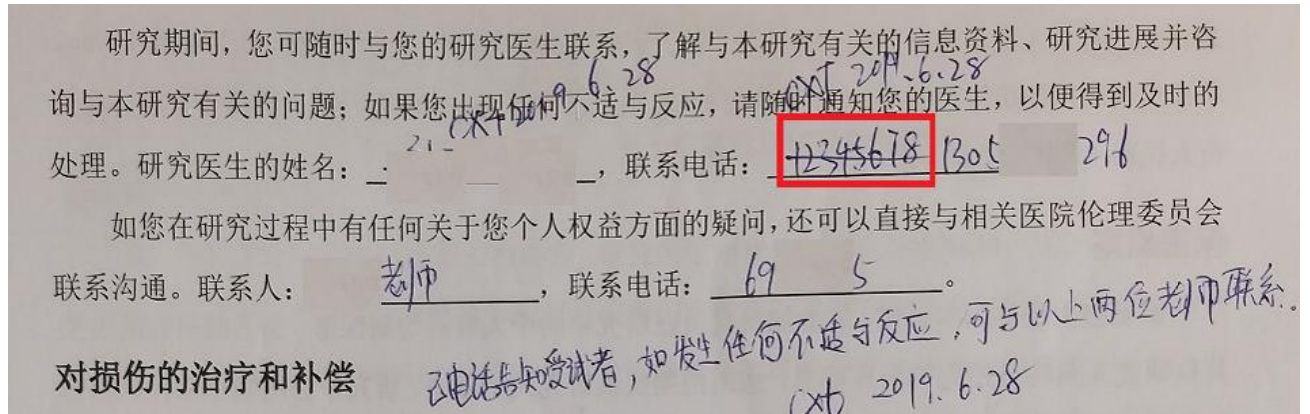 研究期间，您可随时与您的研究医生联系，了解与本研究有关的信息资料、研究进展并咨
CXT 2019.6.28 CXT 2019.6.28
询与本研究有关的问题；如果您出现任何不适与反应，请随时通知您的医生，以便得到及时的
处理。研究医生的姓名：，联系电话：12345678 1305 296
如您在研究过程中有任何关于您个人权益方面的疑问，还可以直接与相关医院伦理委员会
联系沟通。联系人：老师，联系电话：69 5。
已电话告知受试者，如发生任何不适与反应，可与以上两位老师联系。
对损伤的治疗和补偿
CXT 2019.6.28